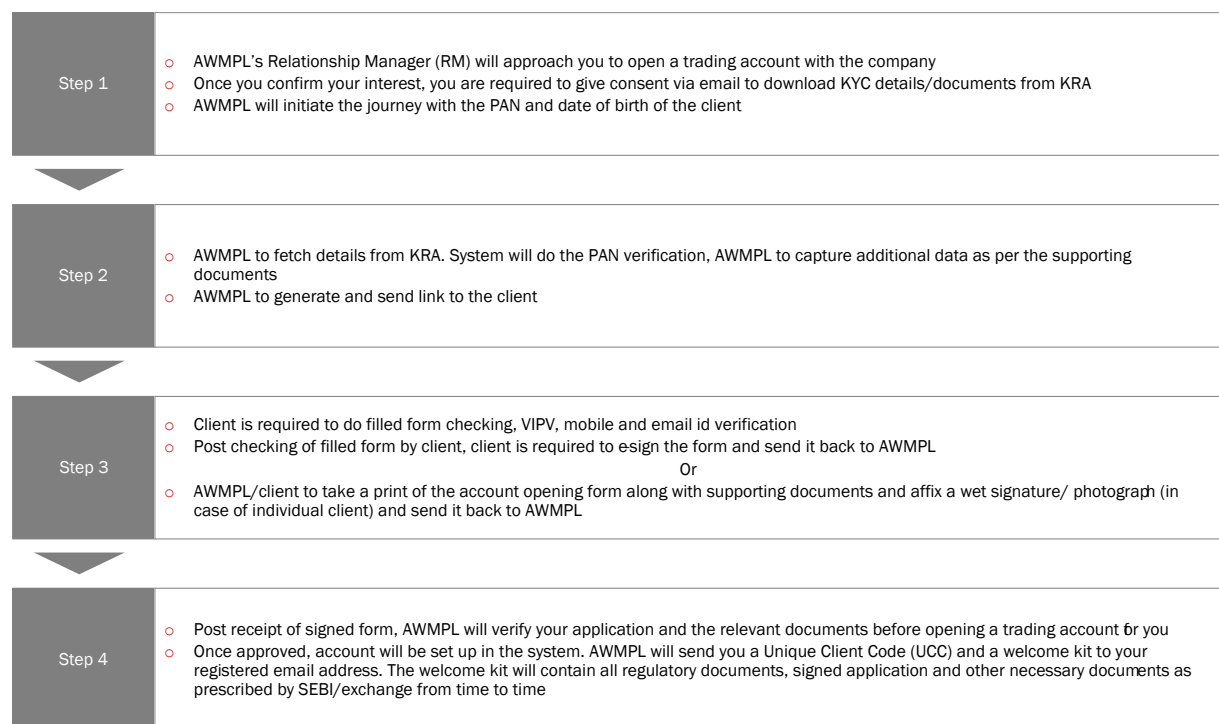 Step 1
AWMPL's Relationship Manager (RM) will approach you to open a trading account with the company
Once you confirm your interest, you are required to give consent via email to download KYC details/documents from KRA
AWMPL will initiate the journey with the PAN and date of birth of the client
Step 2
AWMPL to fetch details from KRA. System will do the PAN verification, AWMPL to capture additional data as per the supporting
documents
AWMPL to generate and send link to the client
Step 3
Client is required to do filled form checking, VIPV, mobile and email id verification
Post checking of filled form by client, client is required to e-sign the form and send it back to AWMPL
Or
AWMPL/client to take a print of the account opening form along with supporting documents and affix a wet signature/ photograph (in
case of individual client) and send it back to AWMPL
Step 4
Post receipt of signed form, AWMPL will verify your application and the relevant documents before opening a trading account for you
Once approved, account will be set up in the system. AWMPL will send you a Unique Client Code (UCC) and a welcome kit to your
registered email address. The welcome kit will contain all regulatory documents, signed application and other necessary documents as
prescribed by SEBI/exchange from time to time